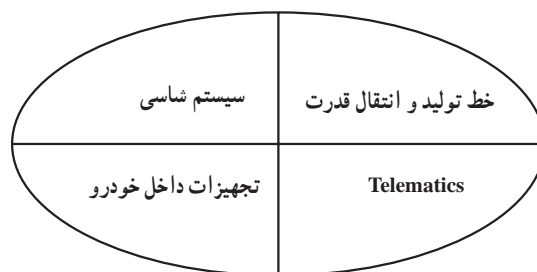 خط تولید و انتقال قدرت
سیستم شاسی
Telematics
تجهیزات داخل خودرو